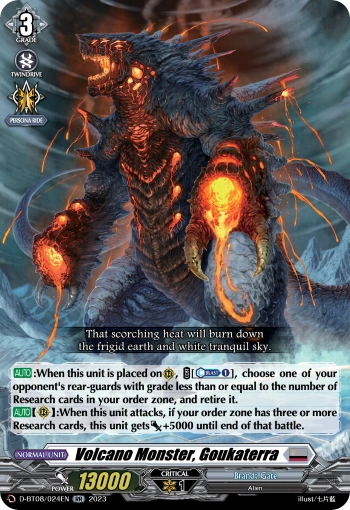 3
GRADE
TWINDRIVE
PERSONA RIDE
That scorching heat will burn down
the frigid earth and white tranquil sky.
AUTO:When this unit is placed on , [C BLAST 1], choose one of your
opponent's rear-guards with grade less than or equal to the number of
Research cards in your order zone, and retire it.
AUTO[ ]:When this unit attacks, if your order zone has three or more
Research cards, this unit gets +5000 until end of that battle.
NORMAL UNIT
Volcano Monster, Goukaterra
POWER 13000
CRITICAL
1
Brandt Gate
Alien
D-BT08/024EN RR 2023
illust/七片藍